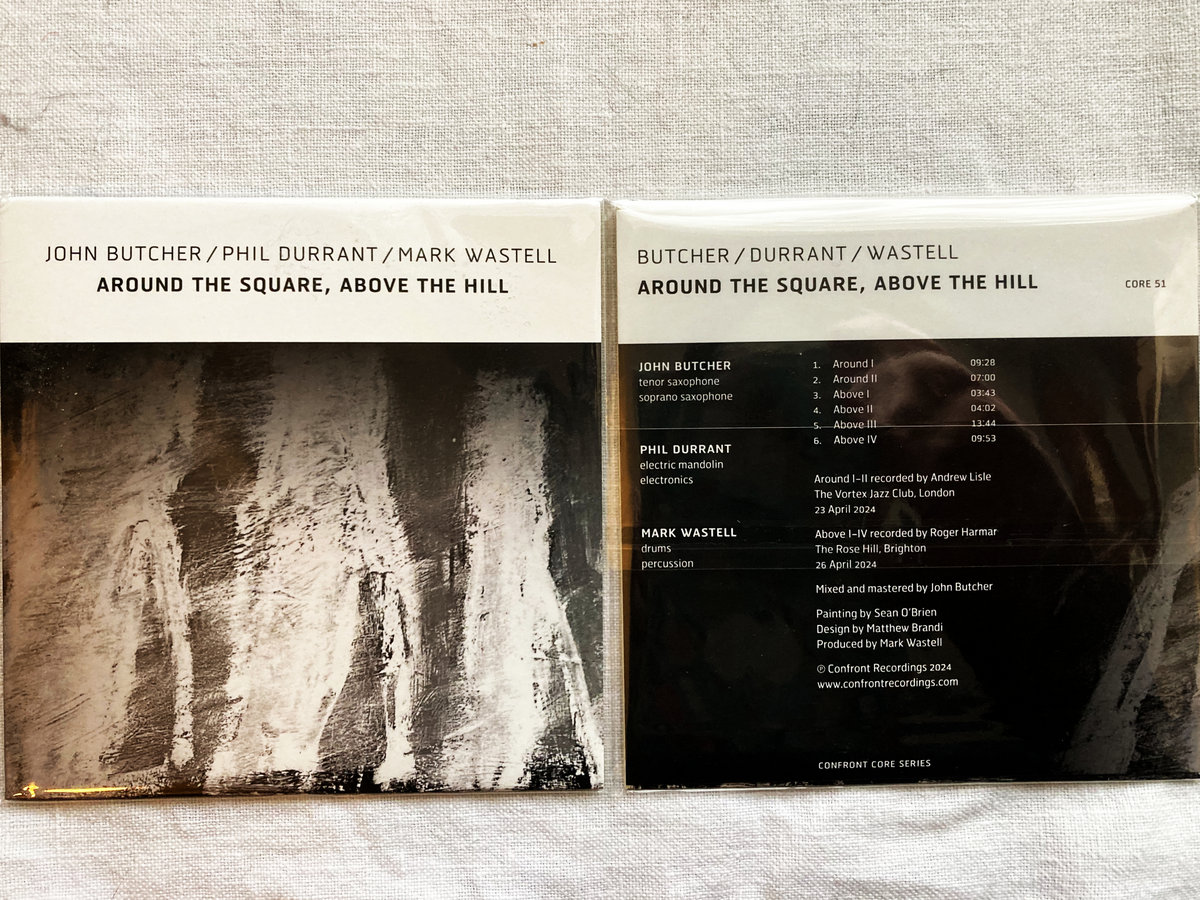 JOHN BUTCHER/PHIL DURRANT/MARK WASTELL
AROUND THE SQUARE, ABOVE THE HILL
BUTCHER/DURRANT/WASTELL
AROUND THE SQUARE, ABOVE THE HILL
CORE 51
JOHN BUTCHER
tenor saxophone
soprano saxophone
PHIL DURRANT
electric mandolin
electronics
MARK WASTELL
drums
percussion
1. Around I 09:28
2. Around II 07:00
3. Above I 03:43
4. Above II 04:02
5. Above III 13:44
6. Above IV 09:53
Around I–II recorded by Andrew Lisle
The Vortex Jazz Club, London
23 April 2024
Above I–IV recorded by Roger Harmar
The Rose Hill, Brighton
26 April 2024
Mixed and mastered by John Butcher
Painting by Sean O'Brien
Design by Matthew Brandi
Produced by Mark Wastell
℗ Confront Recordings 2024
www.confrontrecordings.com
CONFRONT CORE SERIES